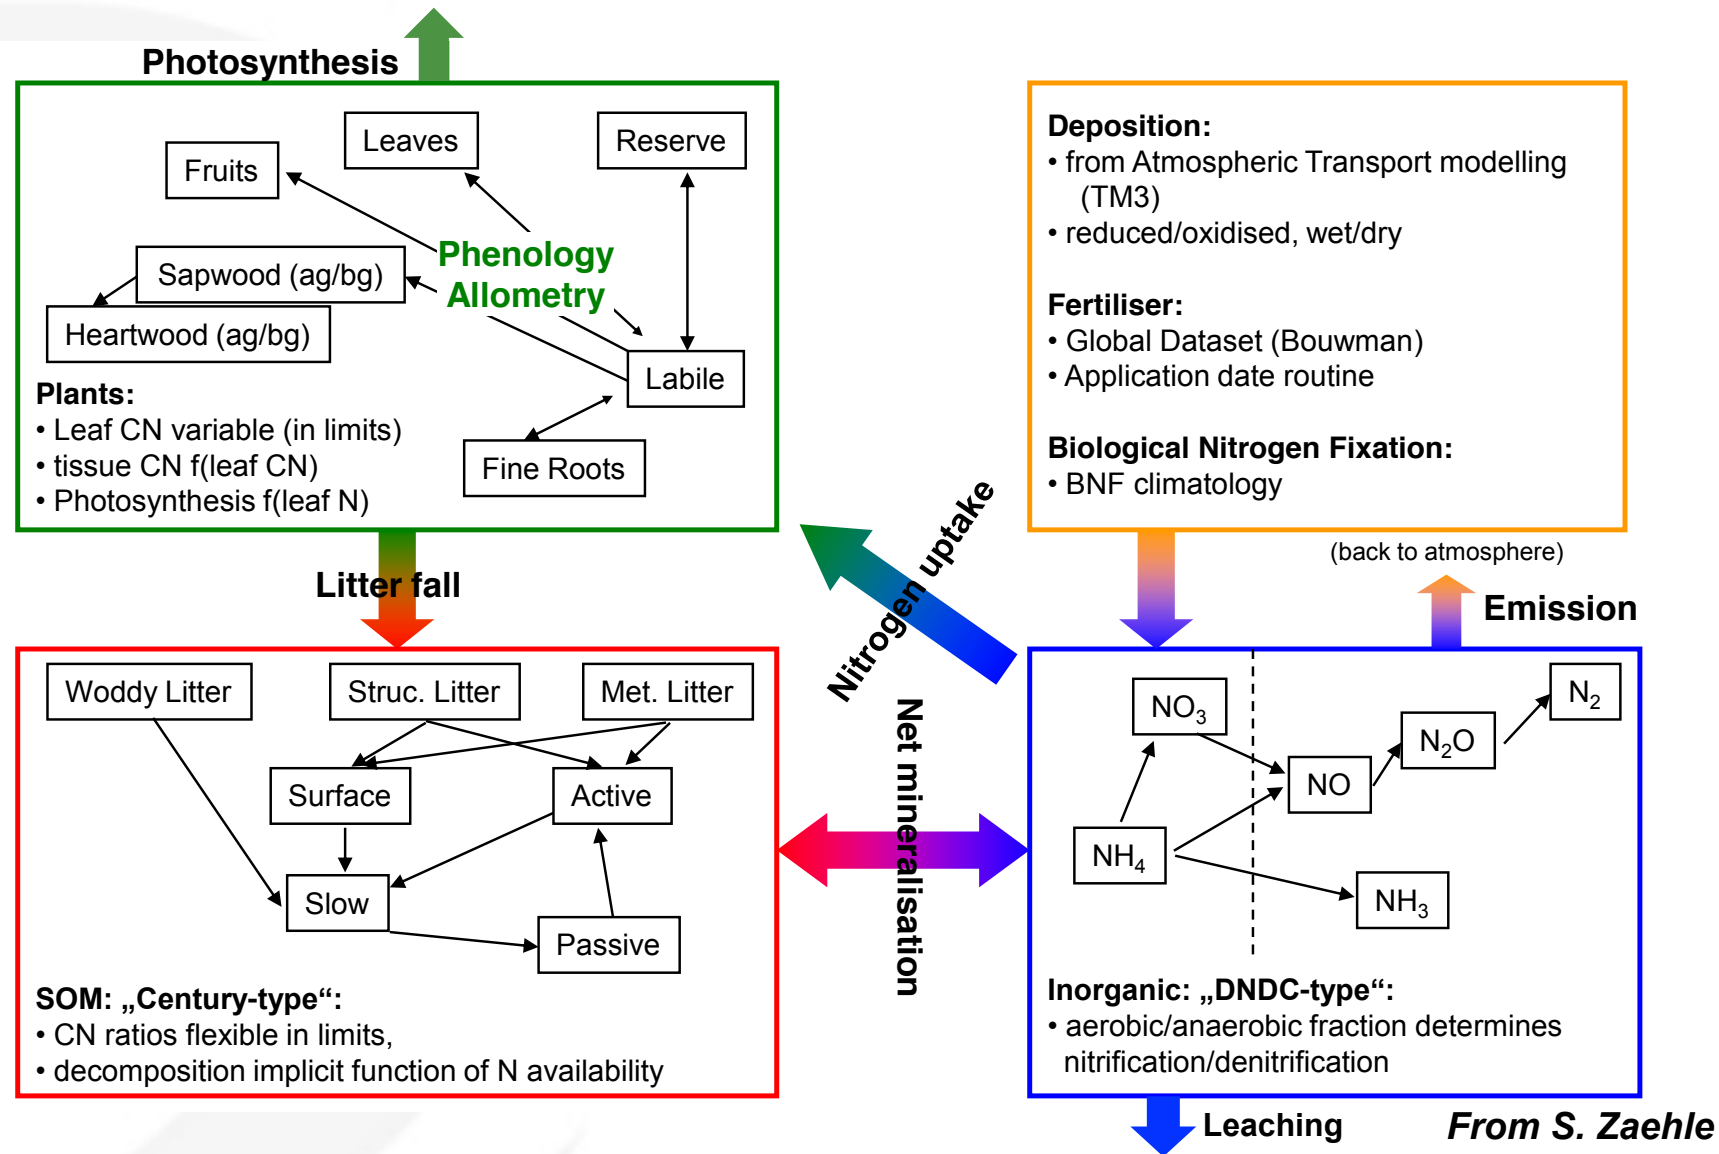 Photosynthesis
Leaves
Reserve
Fruits
Phenology
Allometry
Sapwood (ag/bg)
Heartwood (ag/bg)
Labile
Fine Roots
Plants:
• Leaf CN variable (in limits)
• tissue CN f(leaf CN)
• Photosynthesis f(leaf N)
Deposition:
• from Atmospheric Transport modelling
(TM3)
• reduced/oxidised, wet/dry
Fertiliser:
• Global Dataset (Bouwman)
• Application date routine
Biological Nitrogen Fixation:
• BNF climatology
Litter fall
Nitrogen uptake
(back to atmosphere)
Emission
Woddy Litter
Struc. Litter
Met. Litter
Surface
Active
Slow
Passive
SOM: „Century-type“:
• CN ratios flexible in limits,
• decomposition implicit function of N availability
Net mineralisation
NO3
N2
N2O
NO
NH4
NH3
Inorganic: „DNDC-type“:
• aerobic/anaerobic fraction determines
nitrification/denitrification
Leaching
From S. Zaehle